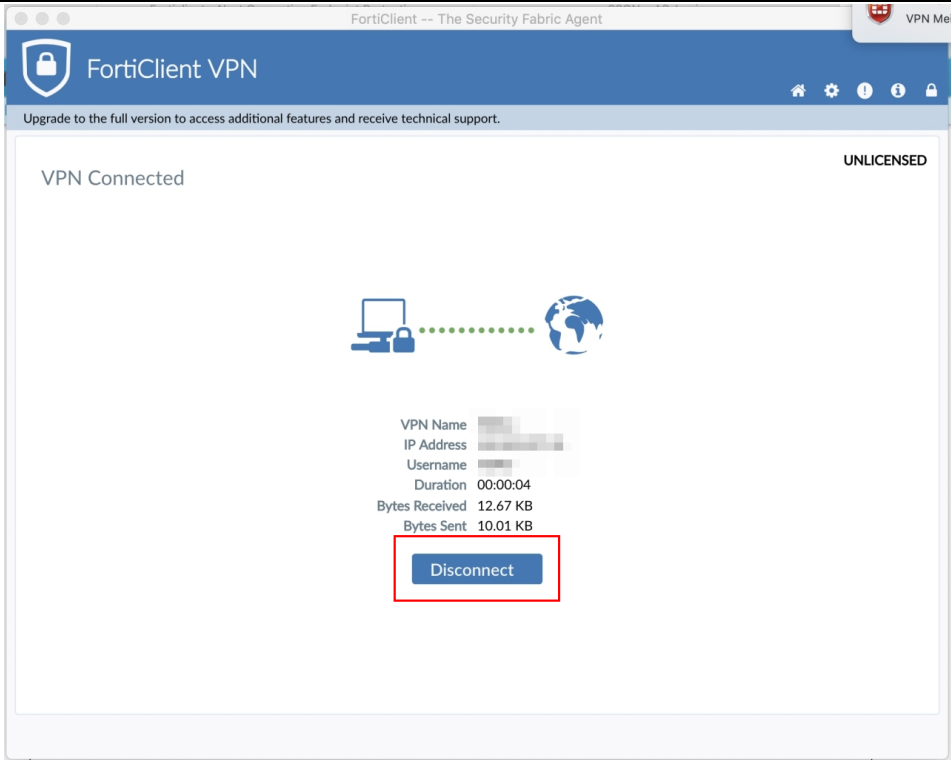 FortiClient -- The Security Fabric Agent
VPN Me
FortiClient VPN
Upgrade to the full version to access additional features and receive technical support.
UNLICENSED
VPN Connected
VPN Name
IP Address
Username
Duration 00:00:04
Bytes Received 12.67 KB
Bytes Sent 10.01 KB
Disconnect